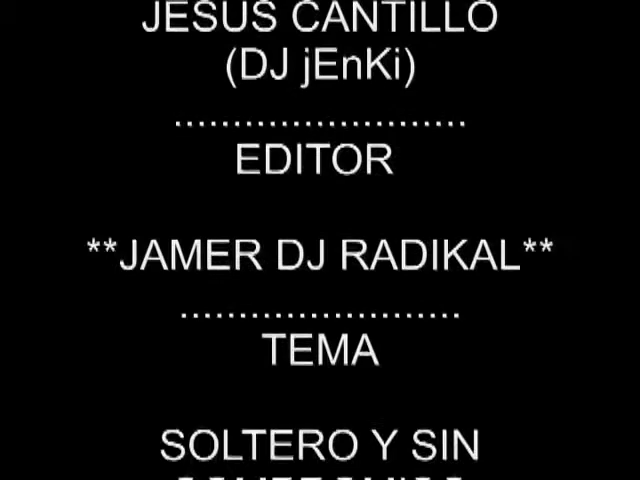 JESUS CANTILLO
(DJ jEnKi)
........................
EDITOR
**JAMER DJ RADIKAL**
........................
TEMA
SOLTERO Y SIN